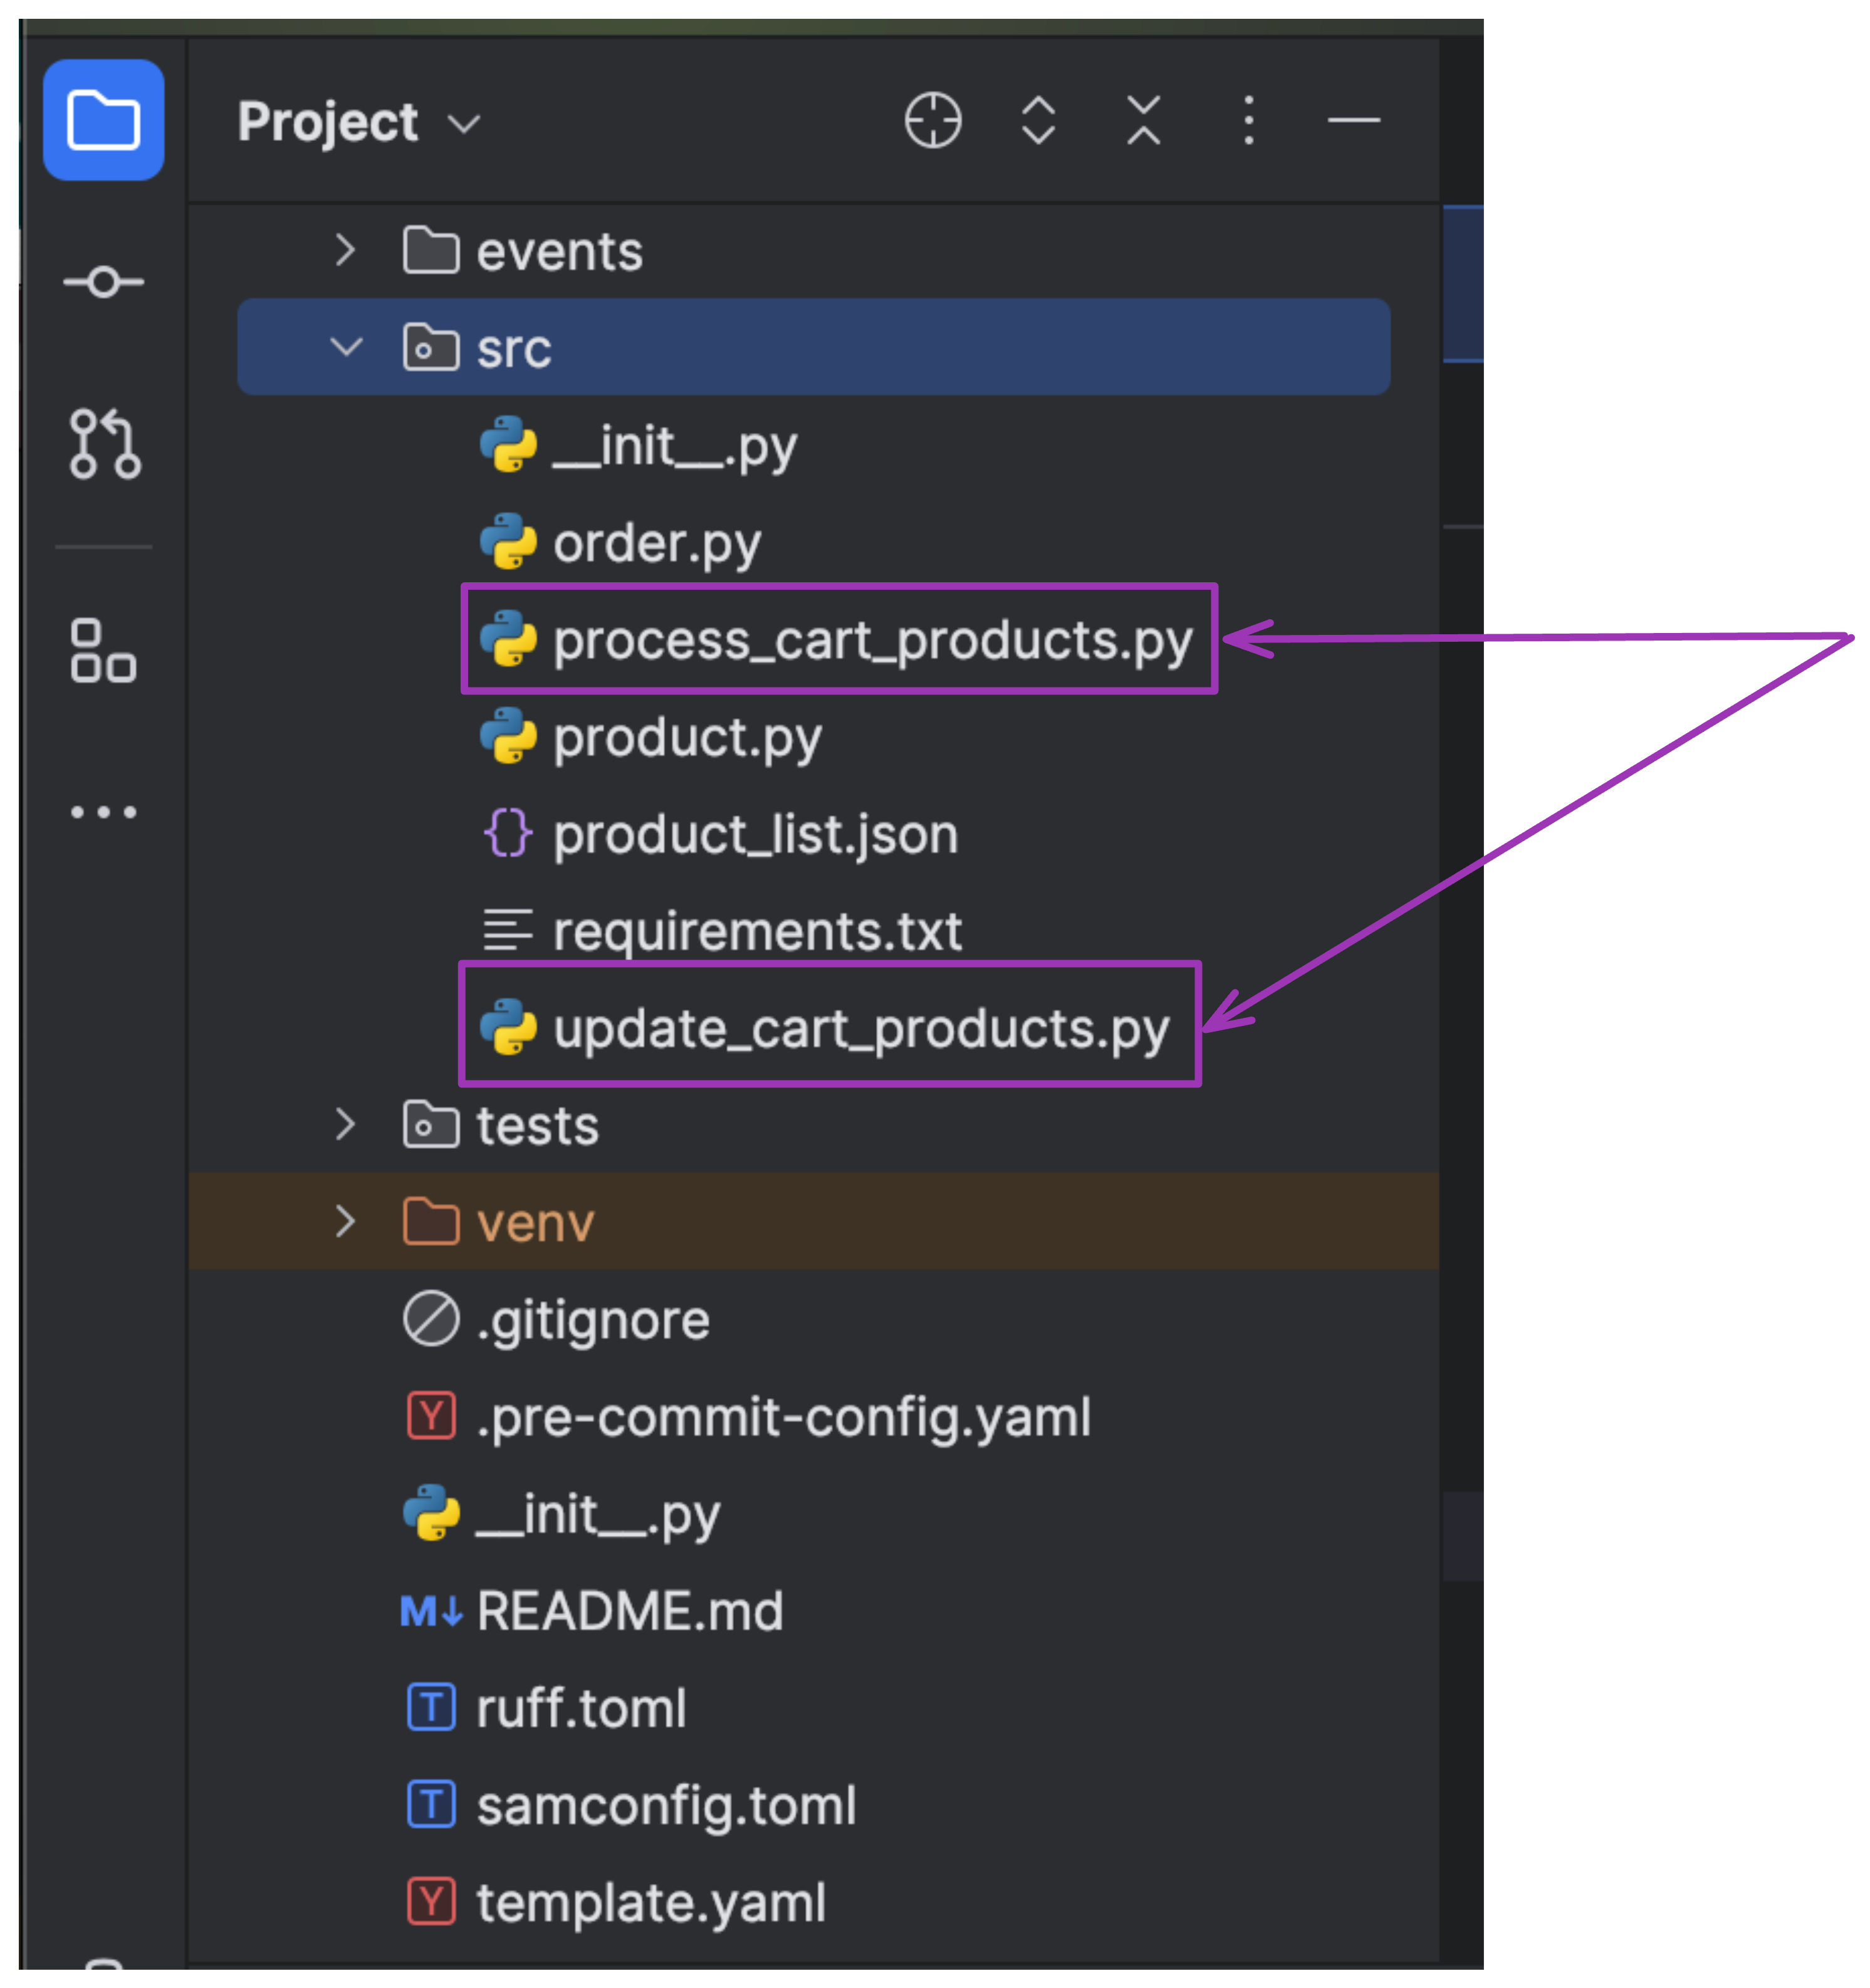 Project
events
src
__init__.py
order.py
process_cart_products.py
product.py
{} product_list.json
requirements.txt
update_cart_products.py
tests
venv
.gitignore
Y .pre-commit-config.yaml
__init__.py
M↓ README.md
T ruff.toml
T samconfig.toml
Y template.yaml